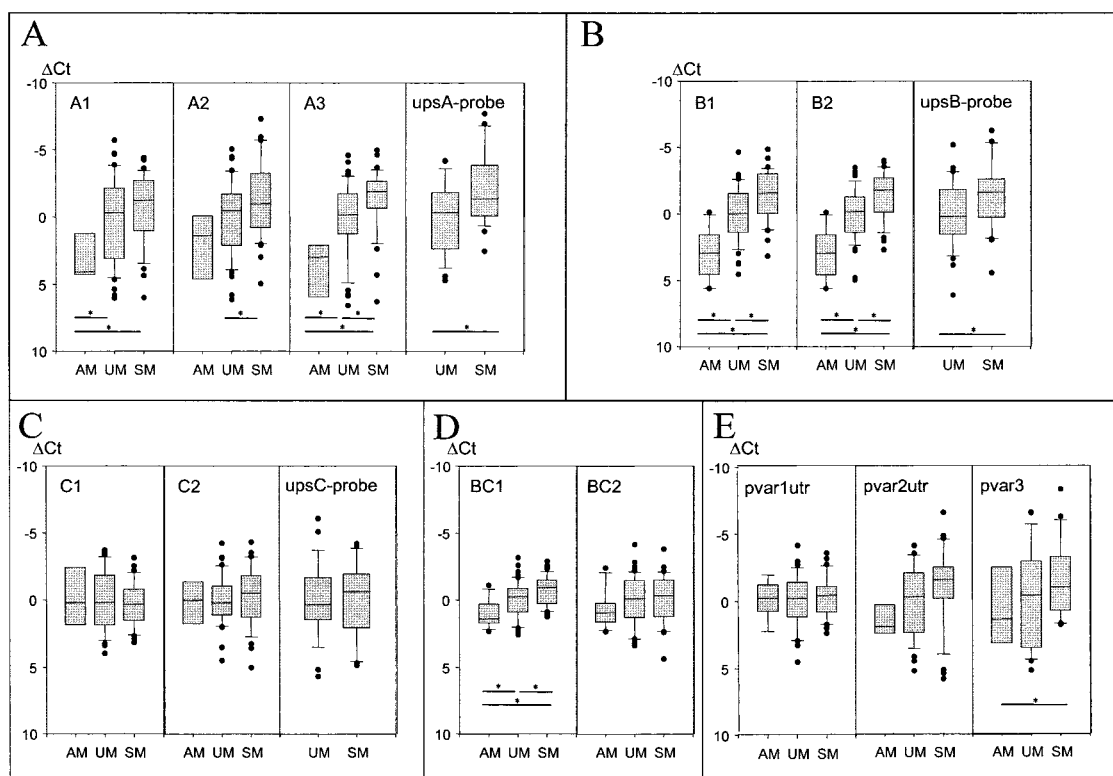 A
B
ΔCt
ΔCt
-10
-5
0
5
10
A1
A2
A3
upsA-probe
*
*
*
*
*
*
*
AM UM SM
AM UM SM
AM UM SM
UM SM
-10
-5
0
5
10
B1
B2
upsB-probe
*
*
*
*
*
*
*
AM UM SM
AM UM SM
UM SM
C
ΔCt
-10
-5
0
5
10
C1
C2
upsC-probe
AM UM SM
AM UM SM
UM SM
D
ΔCt
-10
-5
0
5
10
BC1
BC2
*
*
*
AM UM SM
AM UM SM
E
ΔCt
-10
-5
0
5
10
pvar1utr
pvar2utr
pvar3
*
AM UM SM
AM UM SM
AM UM SM